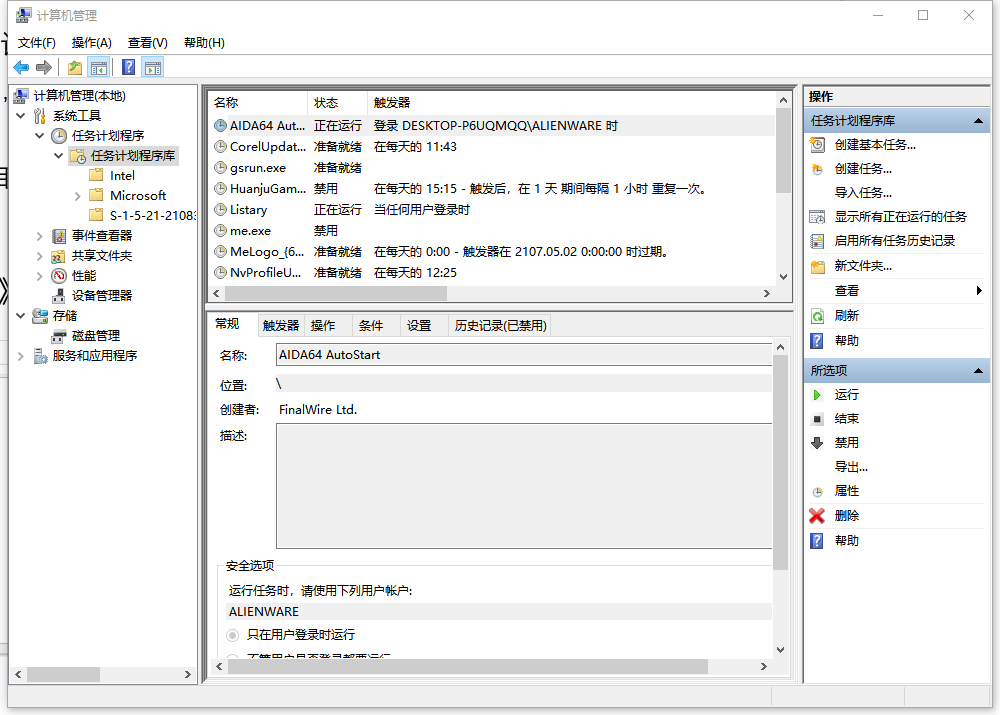 计算机管理
文件(F) 操作(A) 查看(V) 帮助(H)
计算机管理(本地)
系统工具
任务计划程序
任务计划程序库
Intel
Microsoft
S-1-5-21-2108
事件查看器
共享文件夹
性能
设备管理器
存储
磁盘管理
服务和应用程序
名称 状态 触发器
AIDA64 Aut... 正在运行 登录 DESKTOP-P6UQMQQ\ALIENWARE 时
CorelUpdat... 准备就绪 在每天的 11:43
gsrun.exe 准备就绪
HuanjuGam... 禁用 在每天的 15:15 - 触发后，在 1 天 期间每隔 1 小时 重复一次。
Listary 正在运行 当任何用户登录时
me.exe 禁用
MeLogo_{6... 准备就绪 在每天的 0:00 - 触发器在 2107.05.02 0:00:00 时过期。
NvProfileU... 准备就绪 在每天的 12:25
常规 触发器 操作 条件 设置 历史记录(已禁用)
名称: AIDA64 AutoStart
位置: \
创建者: FinalWire Ltd.
描述:
安全选项
运行任务时，请使用下列用户帐户:
ALIENWARE
只在用户登录时运行
不管用户是否登录都要运行
操作
任务计划程序库
创建基本任务...
创建任务...
导入任务...
显示所有正在运行的任务
启用所有任务历史记录
新文件夹...
查看
刷新
帮助
所选项
运行
结束
禁用
导出...
属性
删除
帮助